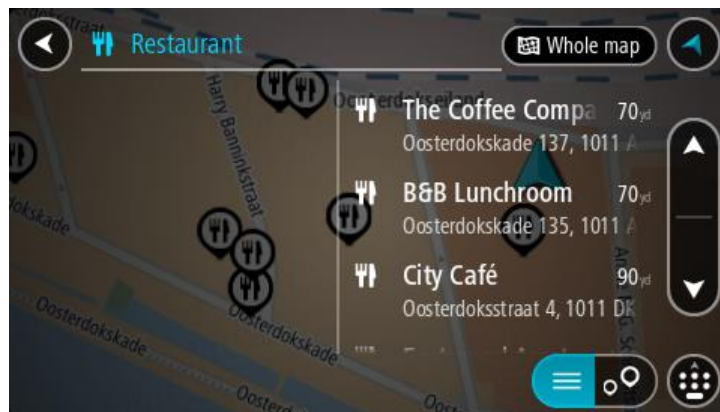 Restaurant
Whole map
The Coffee Compa 70yd
Oosterdokskade 137, 1011 A
B&B Lunchroom 70yd
Oosterdokskade 135, 1011 A
City Café 90yd
Oosterdoksstraat 4, 1011 DK
Oosterdokseiland
Harry Banninkstraat
Oosterdokskade
Oosterdokskade